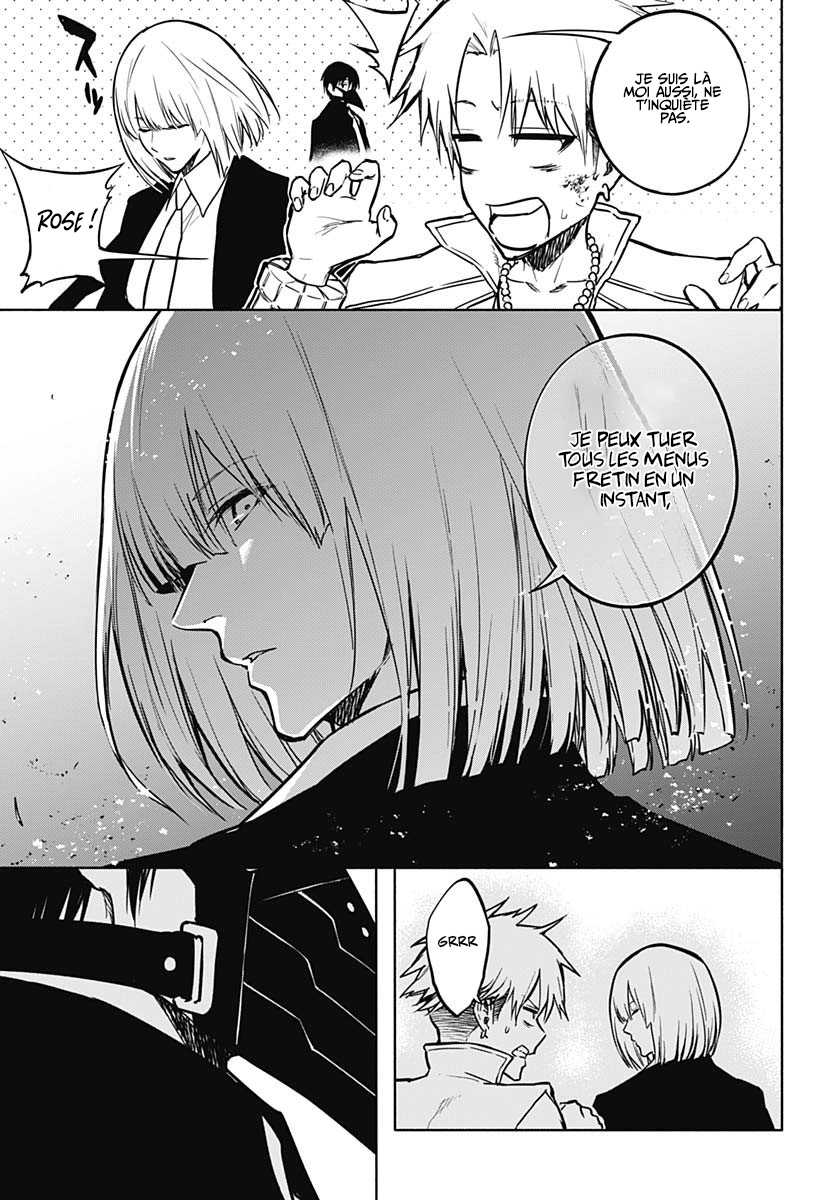 JE SUIS LÀ
MOI AUSSI, NE
T'INQUIÈTE
PAS.
ROSE !
JE PEUX TUER
TOUS LES MENUS
FRETIN EN UN
INSTANT,
GRRR